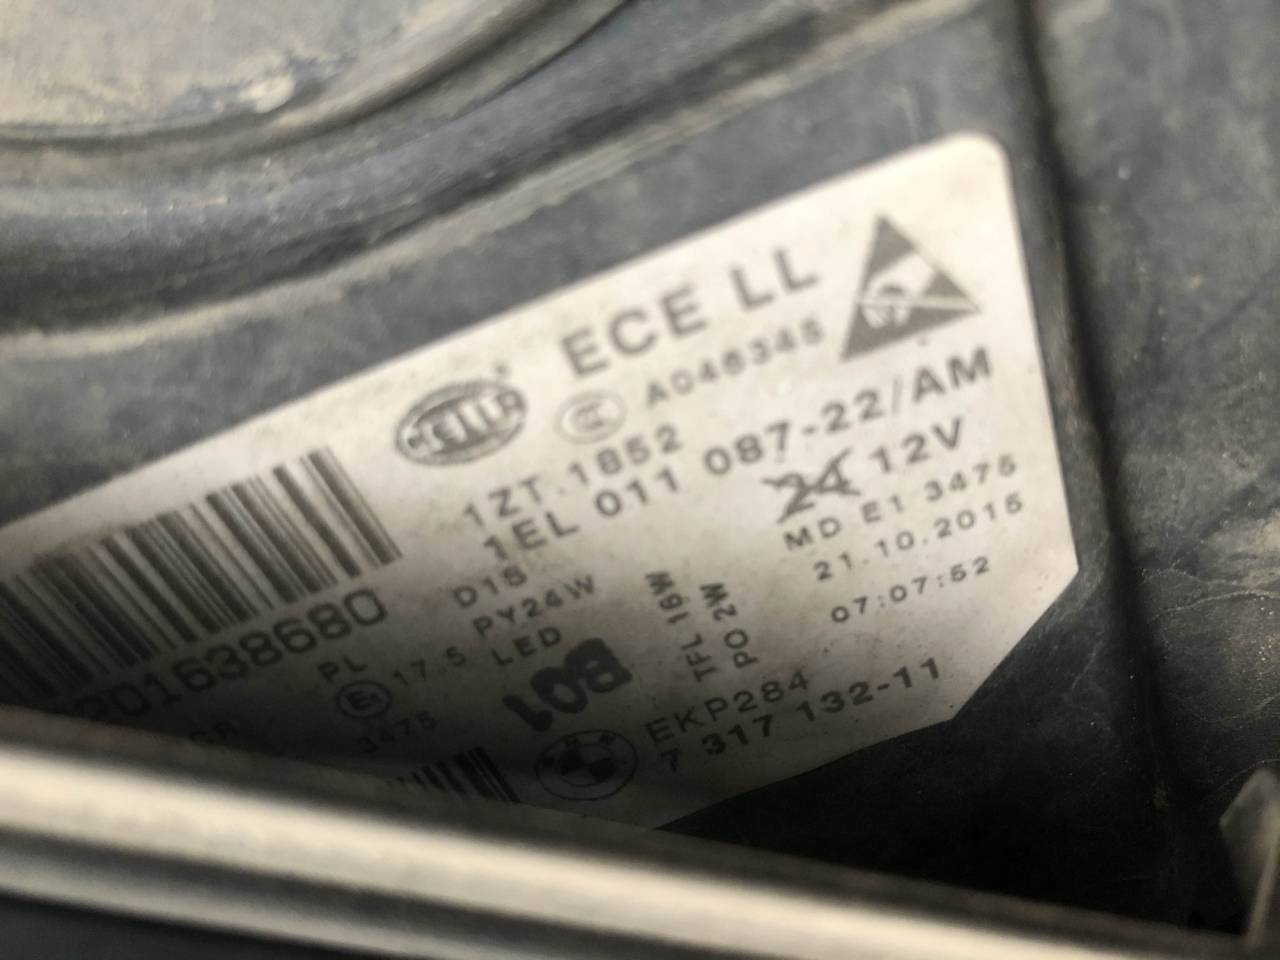 ECE LL
HELLA
A046345
1ZT.1852
1EL 011 087-22/AM
24 12V
MD E1 3475
21.10.2015
07:07:52
D1S
PY24W
LED
TFL 16W
PO 2W
B01
201638680
PL
E1 17.5
3475
EKP284
7 317 132-11